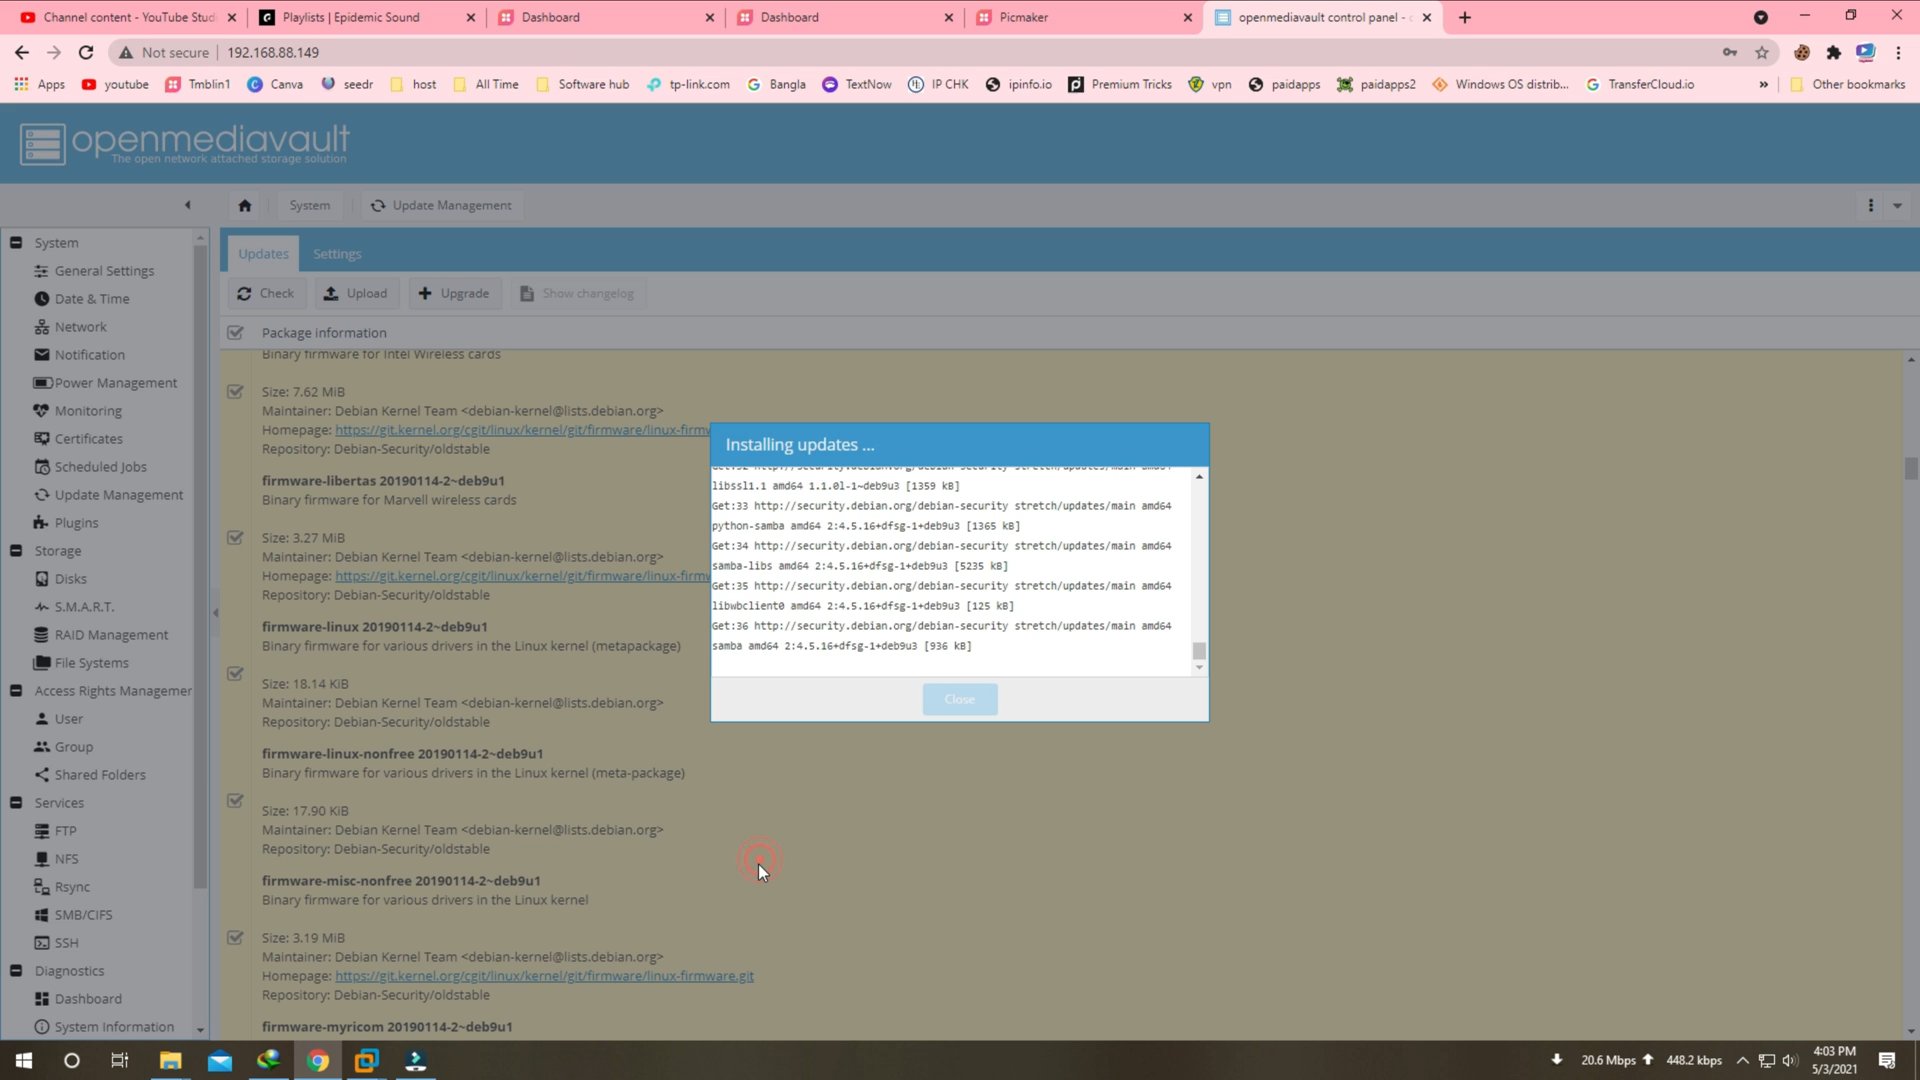 Channel content - YouTube Studi
Playlists | Epidemic Sound
Dashboard
Dashboard
Picmaker
openmediavault control panel -
Not secure
192.168.88.149
Apps
youtube
Tmblin1
Canva
seedr
host
All Time
Software hub
tp-link.com
Bangla
TextNow
IP CHK
ipinfo.io
Premium Tricks
vpn
paidapps
paidapps2
Windows OS distrib...
TransferCloud.io
»
Other bookmarks
openmediavault
The open network attached storage solution
System
Update Management
System
General Settings
Date & Time
Network
Notification
Power Management
Monitoring
Certificates
Scheduled Jobs
Update Management
Plugins
Storage
Disks
S.M.A.R.T.
RAID Management
File Systems
Access Rights Managemer
User
Group
Shared Folders
Services
FTP
NFS
Rsync
SMB/CIFS
SSH
Diagnostics
Dashboard
System Information
Updates
Settings
Check
Upload
Upgrade
Show changelog
Package information
Binary firmware for Intel Wireless cards
Size: 7.62 MiB
Maintainer: Debian Kernel Team <debian-kernel@lists.debian.org>
Homepage: https://git.kernel.org/cgit/linux/kernel/git/firmware/linux-firmw
Repository: Debian-Security/oldstable
firmware-libertas 20190114-2~deb9u1
Binary firmware for Marvell wireless cards
Size: 3.27 MiB
Maintainer: Debian Kernel Team <debian-kernel@lists.debian.org>
Homepage: https://git.kernel.org/cgit/linux/kernel/git/firmware/linux-firmw
Repository: Debian-Security/oldstable
firmware-linux 20190114-2~deb9u1
Binary firmware for various drivers in the Linux kernel (metapackage)
Size: 18.14 KiB
Maintainer: Debian Kernel Team <debian-kernel@lists.debian.org>
Repository: Debian-Security/oldstable
firmware-linux-nonfree 20190114-2~deb9u1
Binary firmware for various drivers in the Linux kernel (meta-package)
Size: 17.90 KiB
Maintainer: Debian Kernel Team <debian-kernel@lists.debian.org>
Repository: Debian-Security/oldstable
firmware-misc-nonfree 20190114-2~deb9u1
Binary firmware for various drivers in the Linux kernel
Size: 3.19 MiB
Maintainer: Debian Kernel Team <debian-kernel@lists.debian.org>
Homepage: https://git.kernel.org/cgit/linux/kernel/git/firmware/linux-firmware.git
Repository: Debian-Security/oldstable
firmware-myricom 20190114-2~deb9u1
Installing updates ...
Get:32 http://security.debian.org/debian-security stretch/updates/main amd64
libssl1.1 amd64 1.1.0l-1~deb9u3 [1359 kB]
Get:33 http://security.debian.org/debian-security stretch/updates/main amd64
python-samba amd64 2:4.5.16+dfsg-1+deb9u3 [1365 kB]
Get:34 http://security.debian.org/debian-security stretch/updates/main amd64
samba-libs amd64 2:4.5.16+dfsg-1+deb9u3 [5235 kB]
Get:35 http://security.debian.org/debian-security stretch/updates/main amd64
libwbclient0 amd64 2:4.5.16+dfsg-1+deb9u3 [125 kB]
Get:36 http://security.debian.org/debian-security stretch/updates/main amd64
samba amd64 2:4.5.16+dfsg-1+deb9u3 [936 kB]
Close
20.6 Mbps
448.2 kbps
4:03 PM
5/3/2021